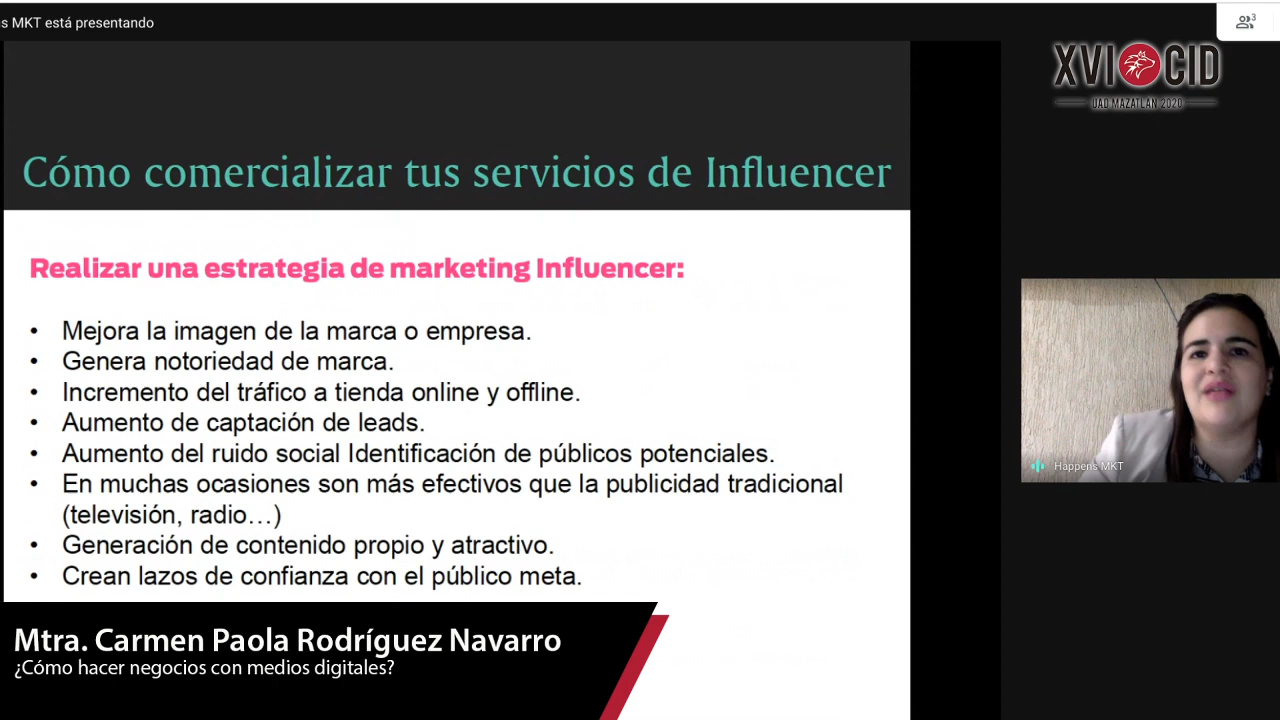 s MKT está presentando
3
XVI CID
UAD MAZATLAN 2020
Cómo comercializar tus servicios de Influencer
Realizar una estrategia de marketing Influencer:
• Mejora la imagen de la marca o empresa.
• Genera notoriedad de marca.
• Incremento del tráfico a tienda online y offline.
• Aumento de captación de leads.
• Aumento del ruido social Identificación de públicos potenciales.
• En muchas ocasiones son más efectivos que la publicidad tradicional
(televisión, radio…)
• Generación de contenido propio y atractivo.
• Crean lazos de confianza con el público meta.
Happens MKT
Mtra. Carmen Paola Rodríguez Navarro
¿Cómo hacer negocios con medios digitales?